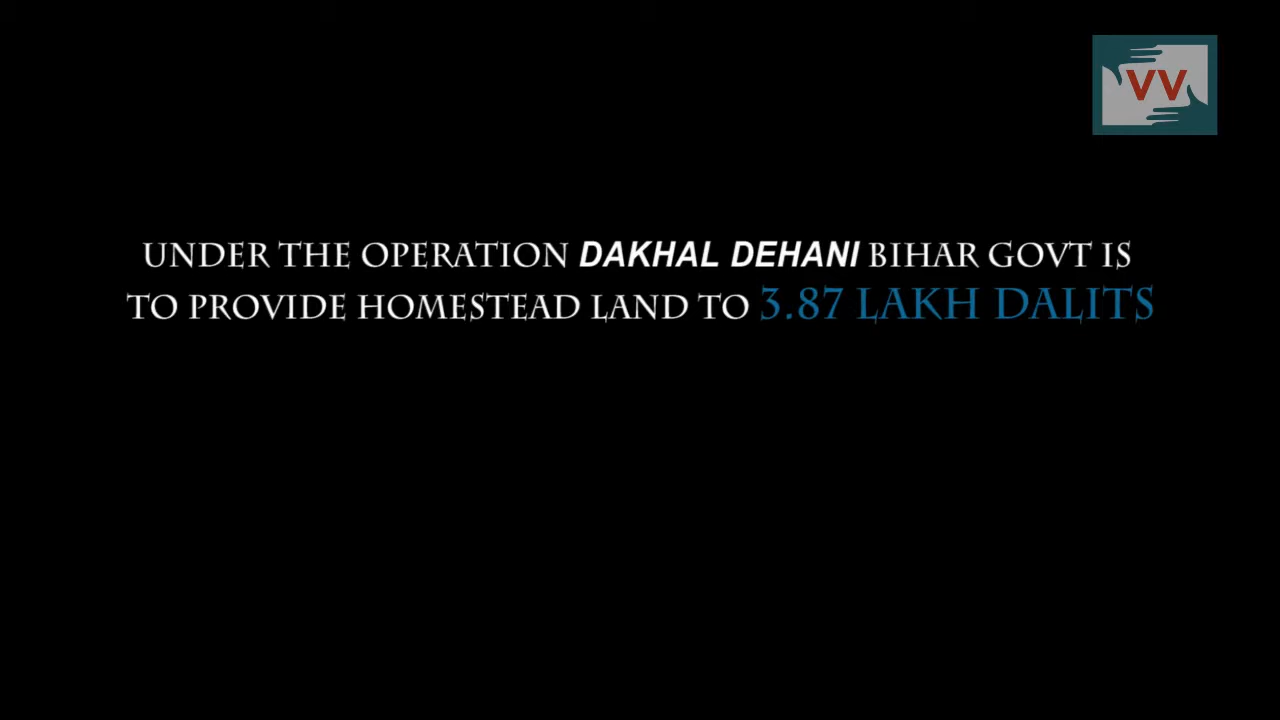 VV
UNDER THE OPERATION DAKHAL DEHANI BIHAR GOVT IS
TO PROVIDE HOMESTEAD LAND TO 3.87 LAKH DALITS